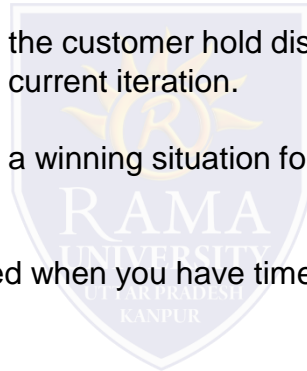 the customer hold dis
current iteration.
a winning situation fo
RAMA
UNIVERSITY
ed when you have time
UTTAR PRADESH
KANPUR